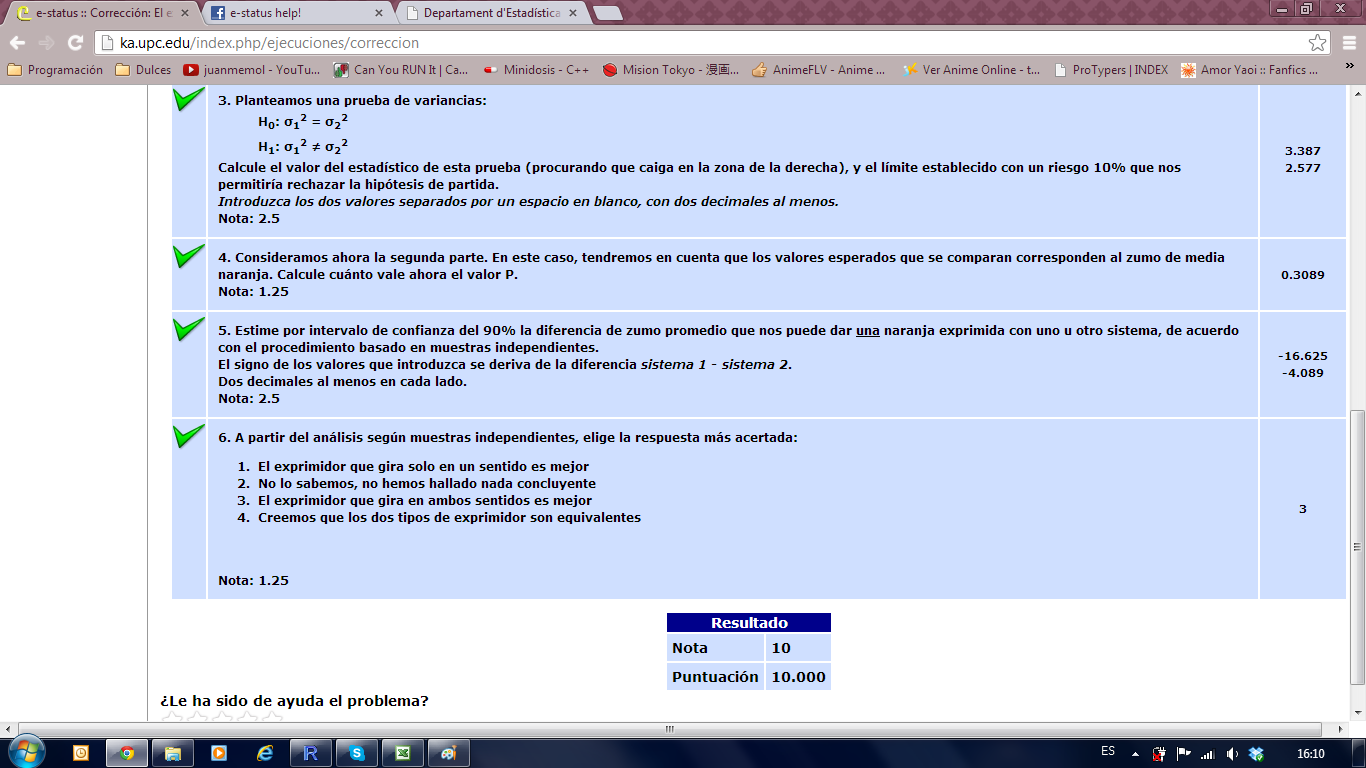 e-status :: Corrección: El e
e-status help!
Departament d'Estadística
ka.upc.edu/index.php/ejecuciones/correccion
Programación
Dulces
juanmemol - YouTu...
Can You RUN It | Ca...
Minidosis - C++
Mision Tokyo - 漫画...
AnimeFLV - Anime ...
Ver Anime Online - t...
ProTypers | INDEX
Amor Yaoi :: Fanfics ...
»
3. Planteamos una prueba de variancias:
H₀: σ₁² = σ₂²
H₁: σ₁² ≠ σ₂²
Calcule el valor del estadístico de esta prueba (procurando que caiga en la zona de la derecha), y el límite establecido con un riesgo 10% que nos
permitiría rechazar la hipótesis de partida.
Introduzca los dos valores separados por un espacio en blanco, con dos decimales al menos.
Nota: 2.5
3.387
2.577
4. Consideramos ahora la segunda parte. En este caso, tendremos en cuenta que los valores esperados que se comparan corresponden al zumo de media
naranja. Calcule cuánto vale ahora el valor P.
Nota: 1.25
0.3089
5. Estime por intervalo de confianza del 90% la diferencia de zumo promedio que nos puede dar una naranja exprimida con uno u otro sistema, de acuerdo
con el procedimiento basado en muestras independientes.
El signo de los valores que introduzca se deriva de la diferencia sistema 1 - sistema 2.
Dos decimales al menos en cada lado.
Nota: 2.5
-16.625
-4.089
6. A partir del análisis según muestras independientes, elige la respuesta más acertada:
1. El exprimidor que gira solo en un sentido es mejor
2. No lo sabemos, no hemos hallado nada concluyente
3. El exprimidor que gira en ambos sentidos es mejor
4. Creemos que los dos tipos de exprimidor son equivalentes
Nota: 1.25
3
Resultado
Nota 10
Puntuación 10.000
¿Le ha sido de ayuda el problema?
ES
16:10